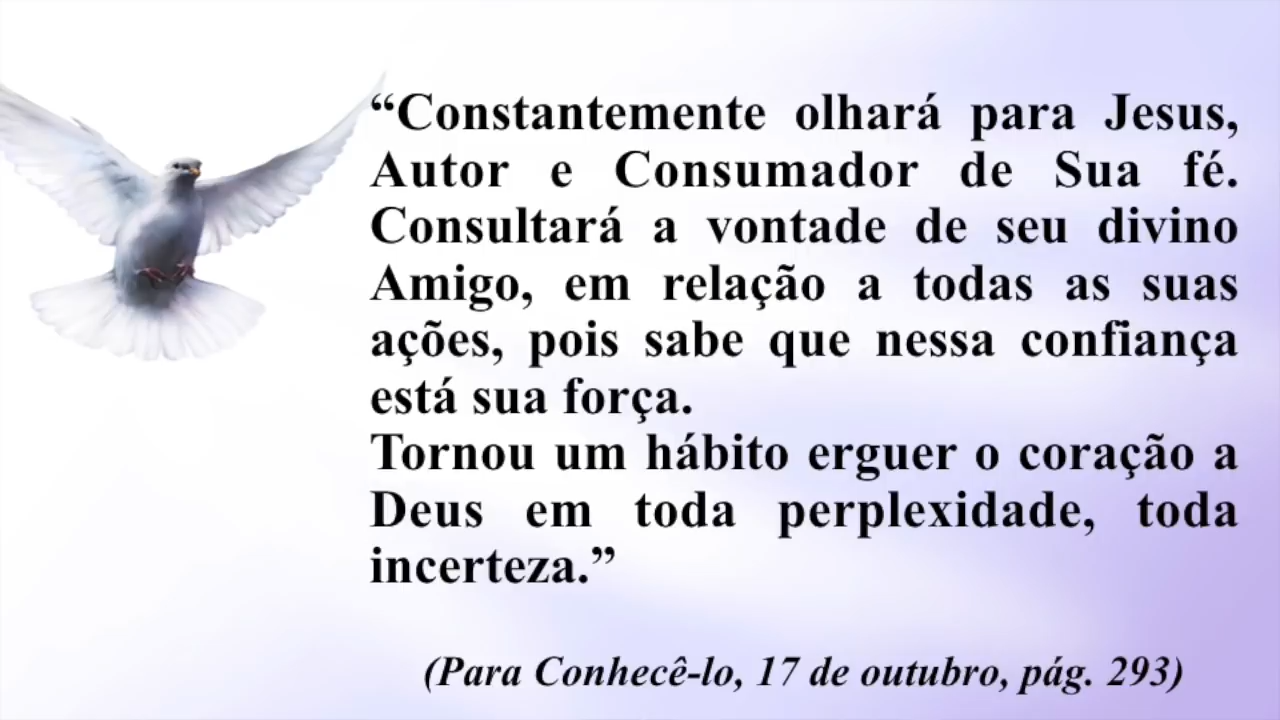 “Constantemente olhará para Jesus,
Autor e Consumador de Sua fé.
Consultará a vontade de seu divino
Amigo, em relação a todas as suas
ações, pois sabe que nessa confiança
está sua força.
Tornou um hábito erguer o coração a
Deus em toda perplexidade, toda
incerteza.”
(Para Conhecê-lo, 17 de outubro, pág. 293)